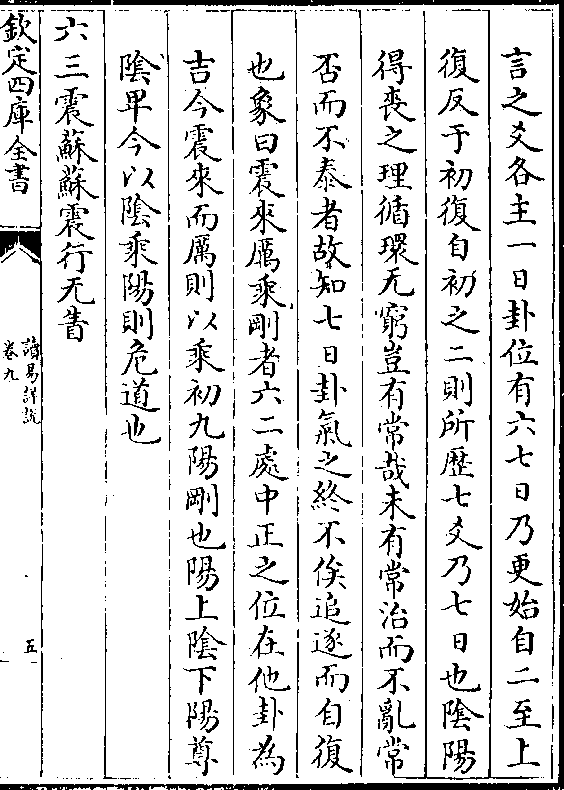 言之爻各主一日卦位有六七日乃更始自二至上
復反于初復自初之二則所歴七爻乃七日也陰陽
得喪之理循環无窮豈有常哉未有常治而不亂常
否而不泰者故知七日卦氣之終不俟追逐而自復
也象曰震來厲乘剛者六二處中正之位在他卦為
吉今震來而厲則以乘初九陽剛也陽上陰下陽尊
陰卑今以陰乘陽則危道也
六三震蘇蘇震行无眚
欽定四庫全書
讀易詳說
卷九
五